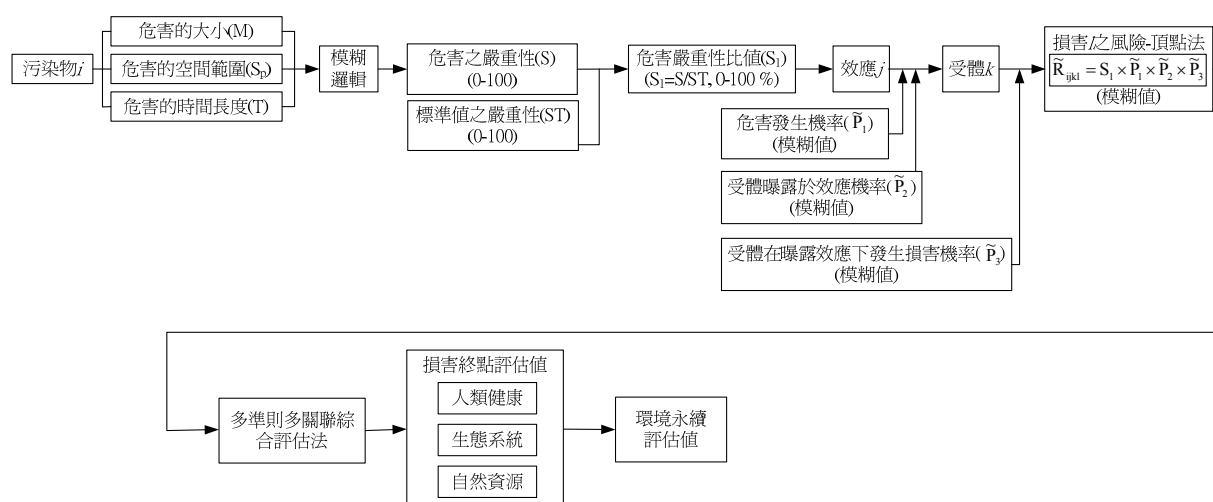 污染物i
危害的大小(M)
危害的空間範圍(Sp)
危害的時間長度(T)
模糊
邏輯
危害之嚴重性(S)
(0-100)
標準值之嚴重性(ST)
(0-100)
危害嚴重性比值(S₁)
(S₁=S/ST, 0-100 %)
效應j
受體k
損害l之風險-頂點法
R̃ijkl = S₁ × P̃₁ × P̃₂ × P̃₃
(模糊值)
危害發生機率(P̃₁)
(模糊值)
受體曝露於效應機率(P̃₂)
(模糊值)
受體在曝露效應下發生損害機率(P̃₃)
(模糊值)
多準則多關聯綜
合評估法
損害終點評估值
人類健康
生態系統
自然資源
環境永續
評估值